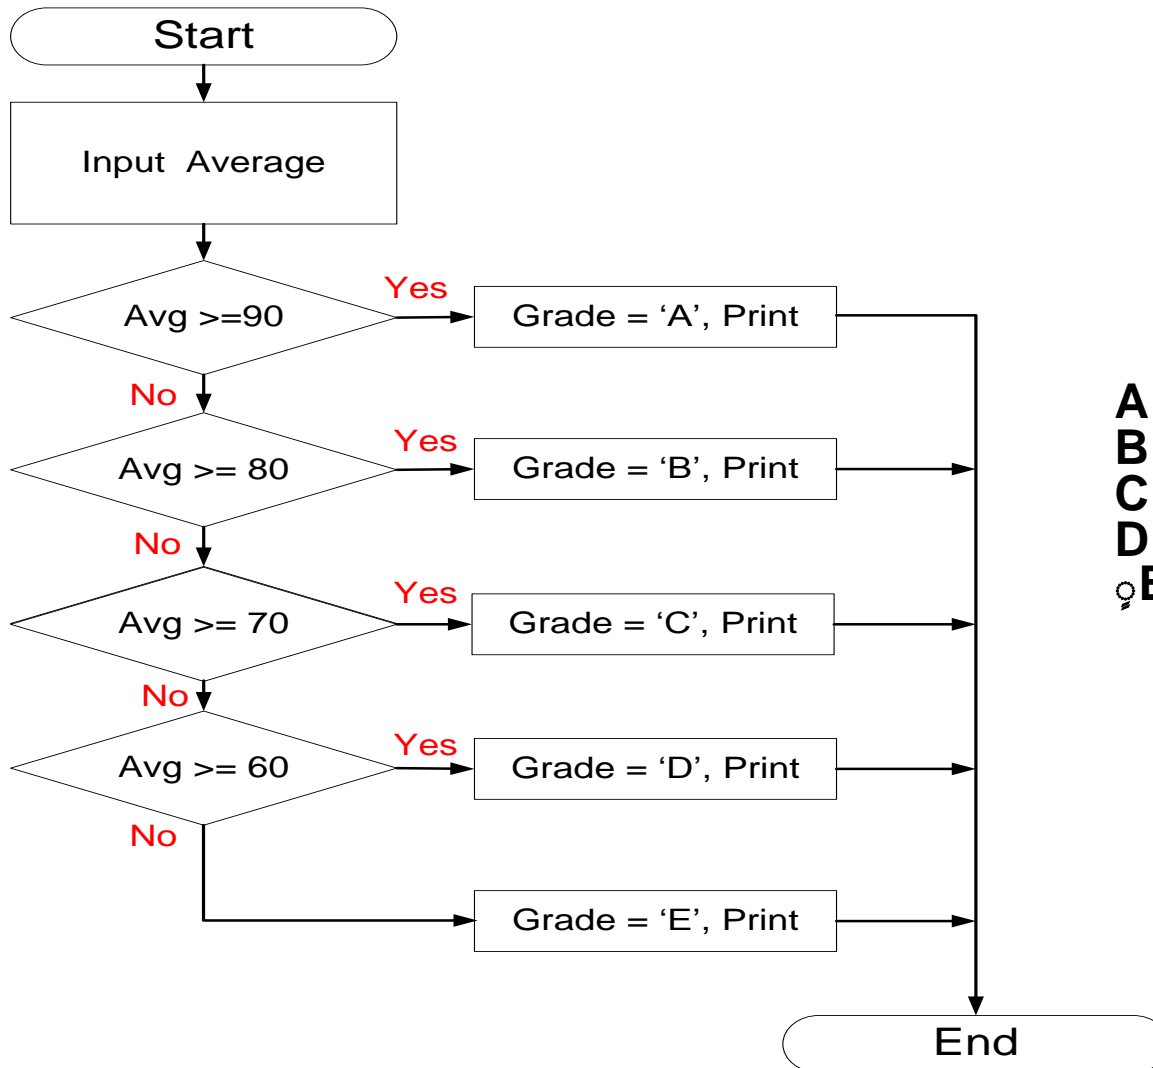 Start
Input Average
Avg >=90
Yes
Grade = ‘A’, Print
No
Avg >= 80
Yes
Grade = ‘B’, Print
No
Avg >= 70
Yes
Grade = ‘C’, Print
No
Avg >= 60
Yes
Grade = ‘D’, Print
No
Grade = ‘E’, Print
End
A
B
C
D